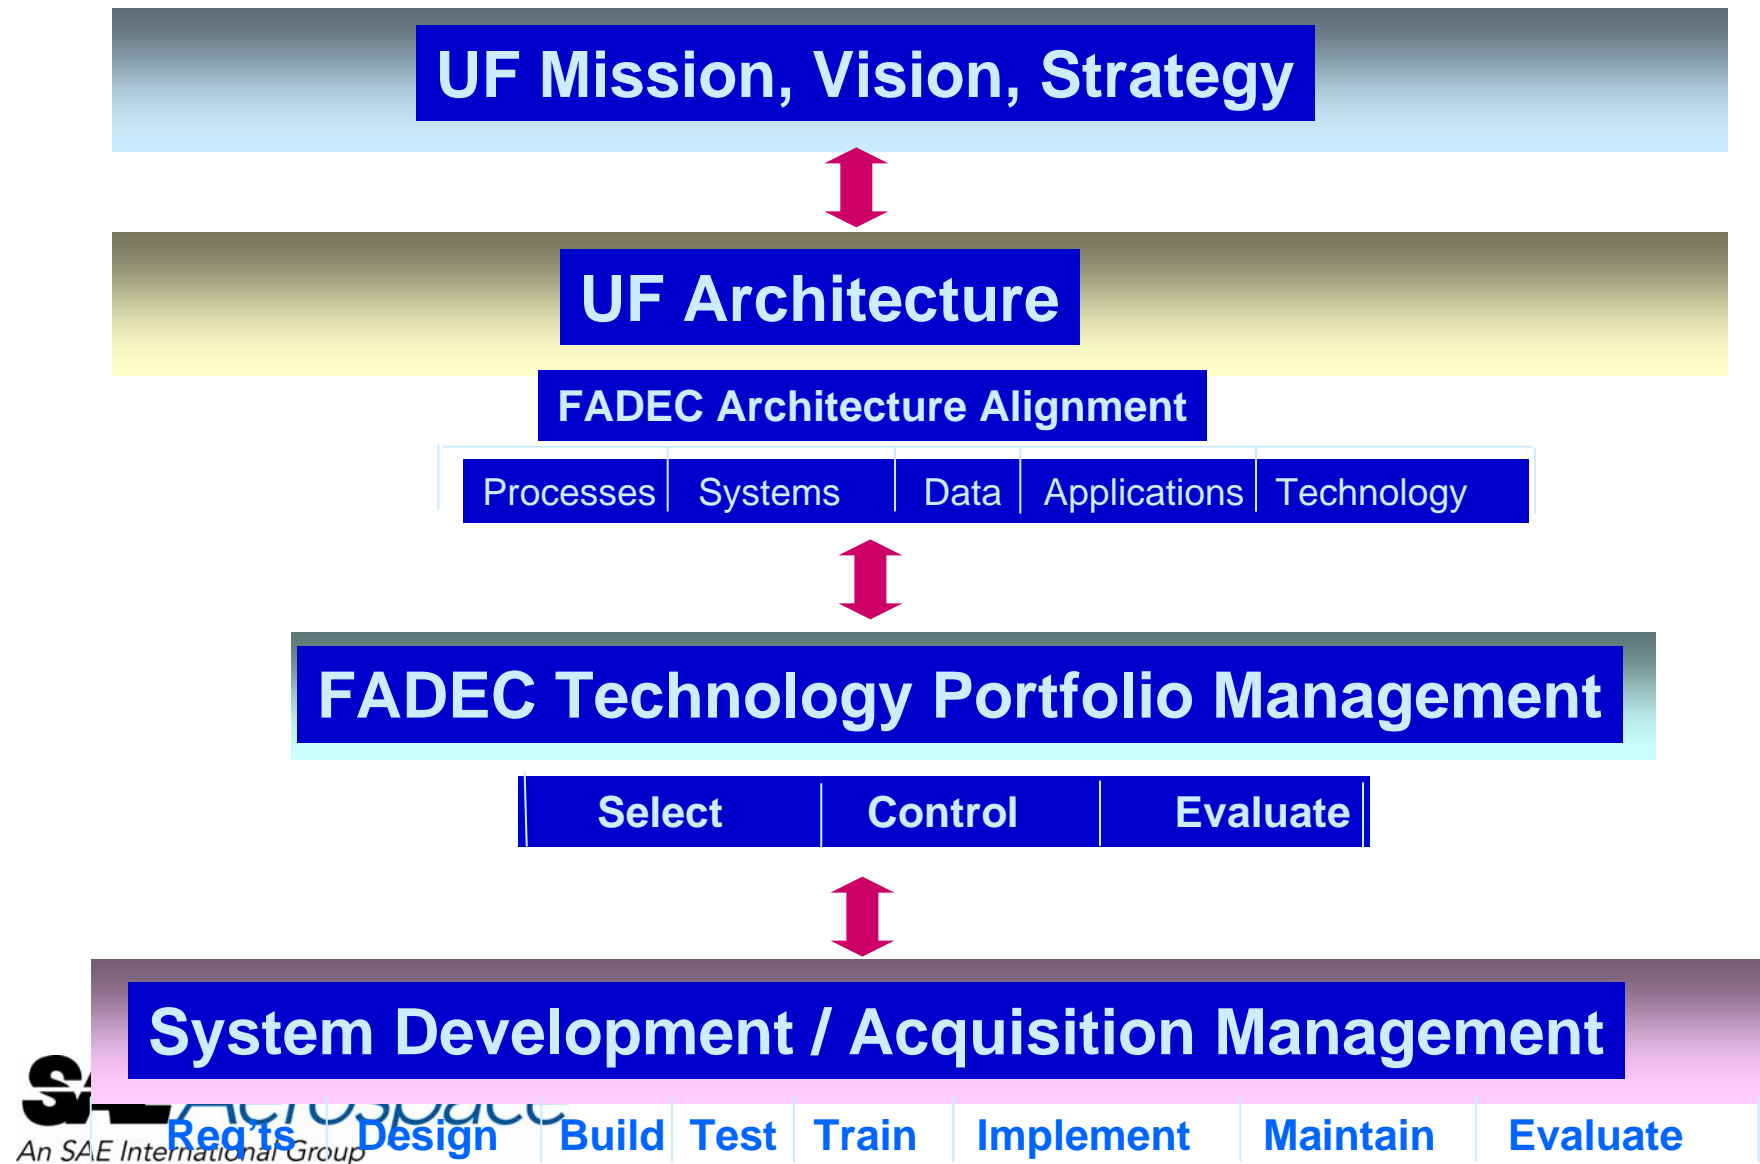 UF Mission, Vision, Strategy
UF Architecture
FADEC Architecture Alignment
Processes Systems Data Applications Technology
FADEC Technology Portfolio Management
Select Control Evaluate
System Development / Acquisition Management
SAE Aerospace
Req'ts Design Build Test Train Implement Maintain Evaluate
An SAE International Group